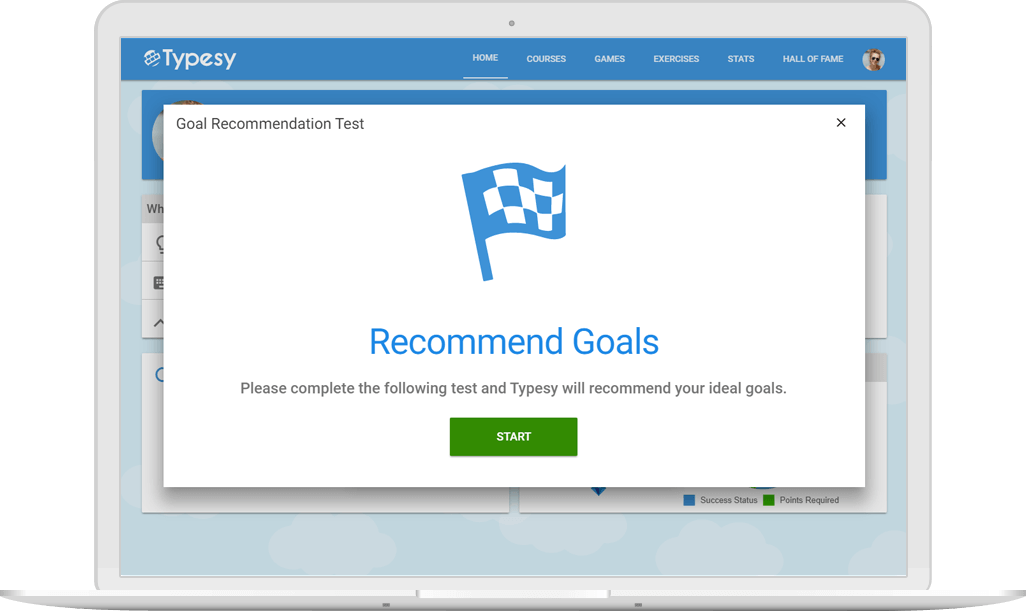 Typesy
HOME
COURSES
GAMES
EXERCISES
STATS
HALL OF FAME
Goal Recommendation Test
Wh
Recommend Goals
Please complete the following test and Typesy will recommend your ideal goals.
START
Success Status
Points Required